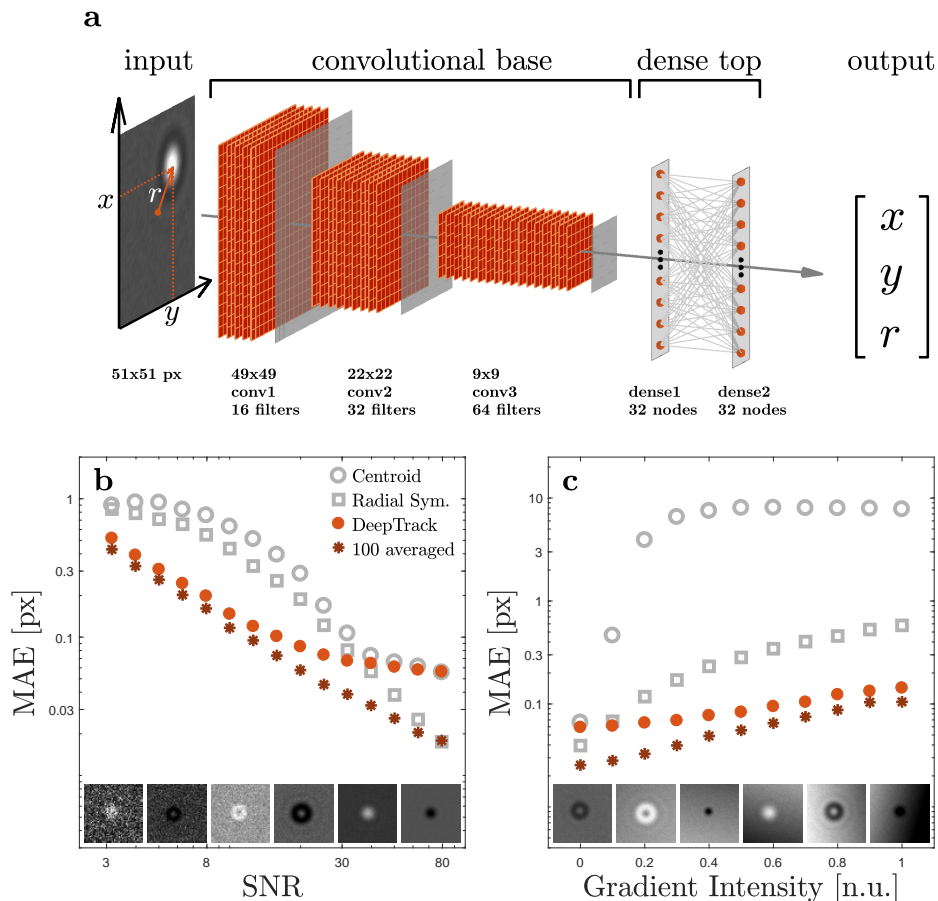 a
input
convolutional base
dense top
output
x
r
y
x
y
r
51x51 px
49x49
conv1
16 filters
22x22
conv2
32 filters
9x9
conv3
64 filters
dense1
32 nodes
dense2
32 nodes
b
Centroid
Radial Sym.
DeepTrack
100 averaged
MAE [px]
1
0.3
0.1
0.03
3
8
30
80
SNR
c
MAE [px]
10
3
1
0.3
0.1
0
0.2
0.4
0.6
0.8
1
Gradient Intensity [n.u.]